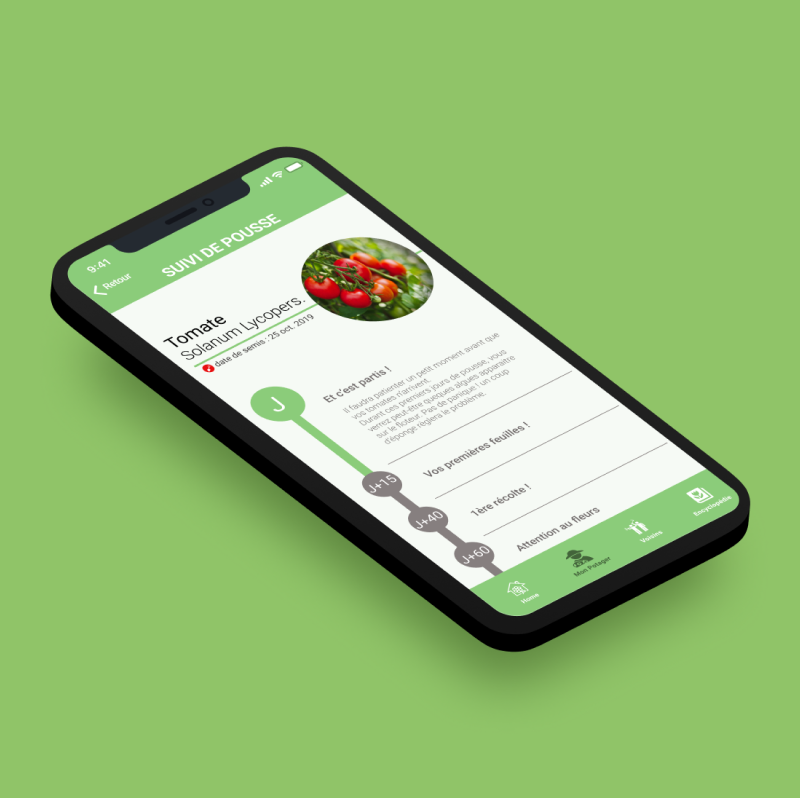 9:41
Retour
SUIVI DE POUSSE
Tomate
Solanum Lycopers.
date de semis : 25 oct. 2019
J
Et c'est partis !
Il faudra patienter un petit moment avant que
vos tomates n'arrivent.
Durant ces premiers jours de pousse, vous
verrez peut-être quelques algues apparaitre
sur le floteur. Pas de panique ! un coup
d'éponge règlera le problème.
J+15
Vos premières feuilles !
J+40
1ère récolte !
J+60
Attention au fleurs
Home
Mon Potager
Voisins
Encyclopédie